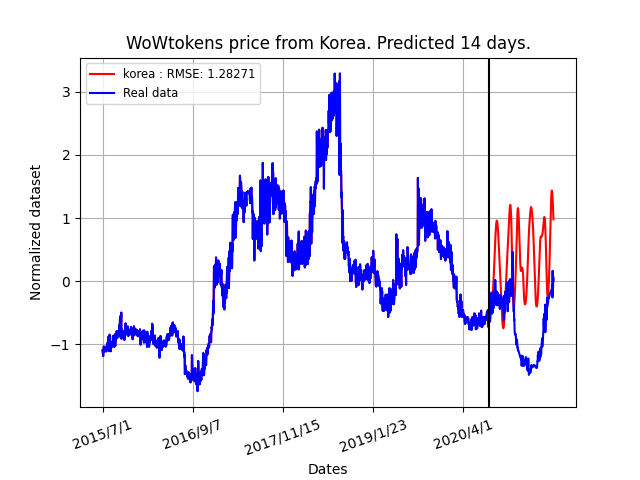 WoWtokens price from Korea. Predicted 14 days.
korea : RMSE: 1.28271
Real data
Normalized dataset
3
2
1
0
−1
2015/7/1
2016/9/7
2017/11/15
2019/1/23
2020/4/1
Dates